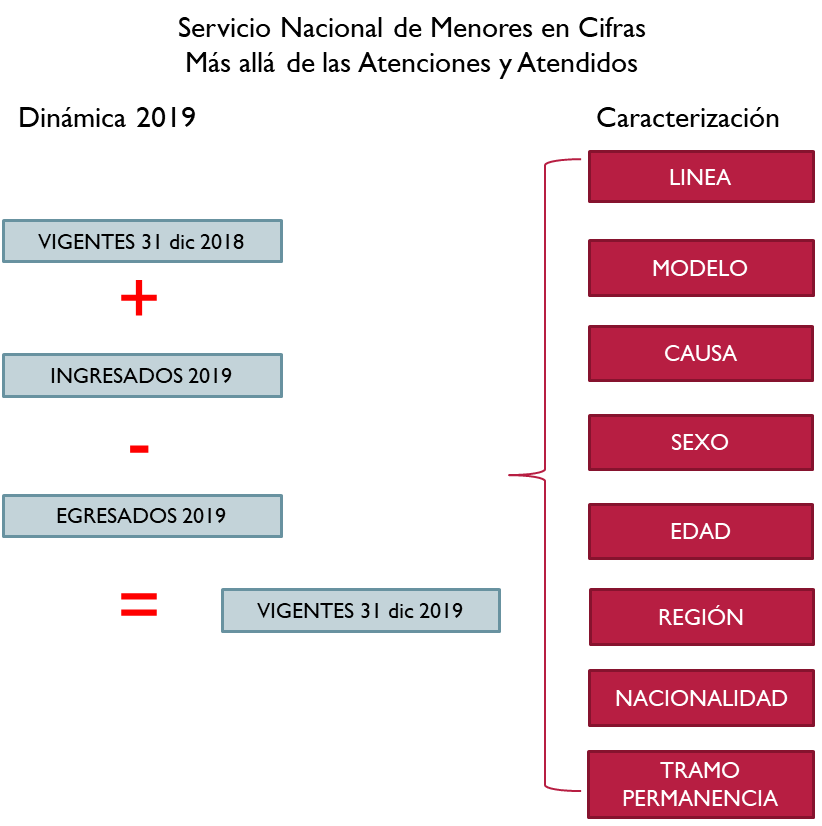 Servicio Nacional de Menores en Cifras
Más allá de las Atenciones y Atendidos
Dinámica 2019
VIGENTES 31 dic 2018
+
INGRESADOS 2019
-
EGRESADOS 2019
=
VIGENTES 31 dic 2019
Caracterización
LINEA
MODELO
CAUSA
SEXO
EDAD
REGIÓN
NACIONALIDAD
TRAMO
PERMANENCIA